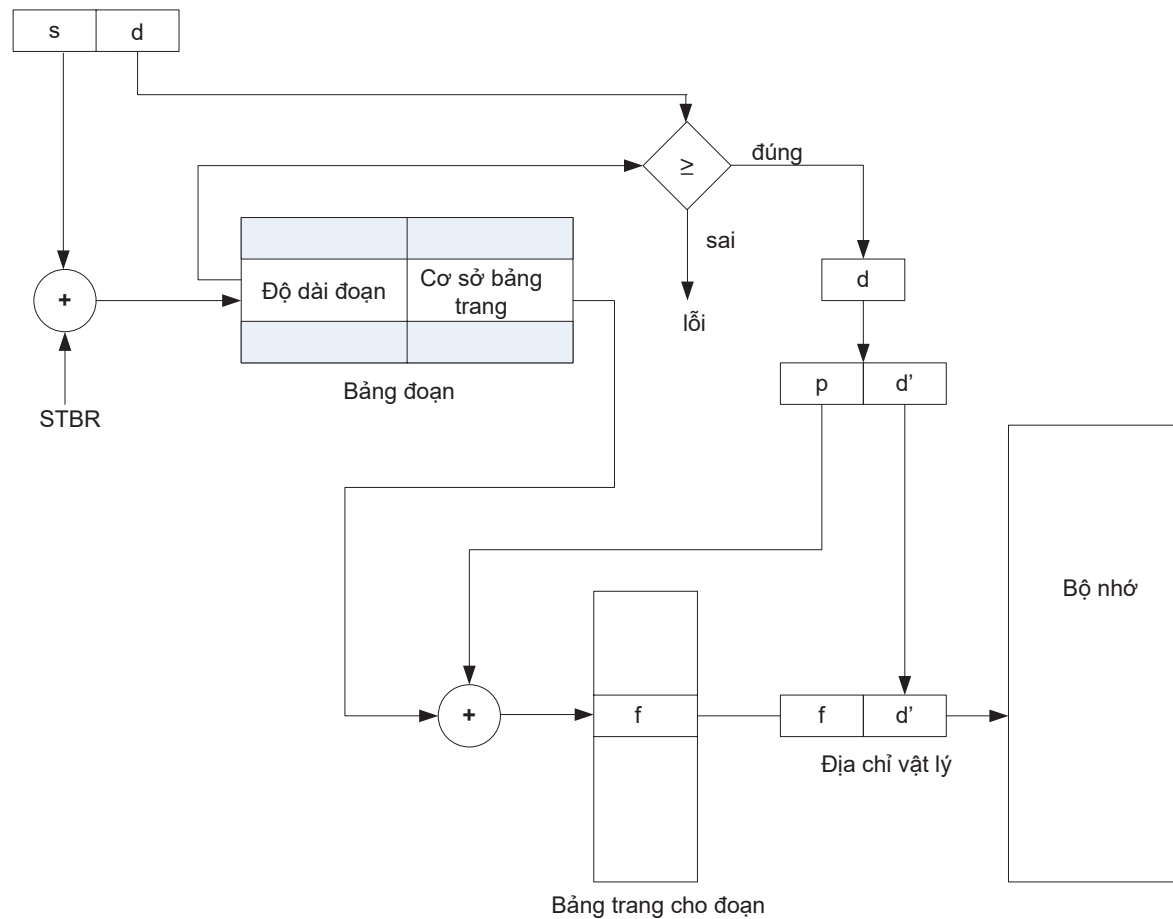 s d
≥
đúng
sai
lỗi
d
+
Độ dài đoạn
Cơ sở bảng
trang
Bảng đoạn
STBR
p d’
Bộ nhớ
+
f
f d’
Địa chỉ vật lý
Bảng trang cho đoạn